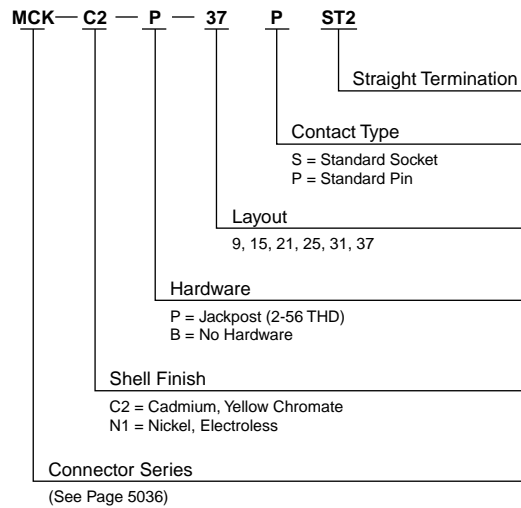 MCK — C2 — P — 37 P ST2
Straight Termination
Contact Type
S = Standard Socket
P = Standard Pin
Layout
9, 15, 21, 25, 31, 37
Hardware
P = Jackpost (2-56 THD)
B = No Hardware
Shell Finish
C2 = Cadmium, Yellow Chromate
N1 = Nickel, Electroless
Connector Series
(See Page 5036)